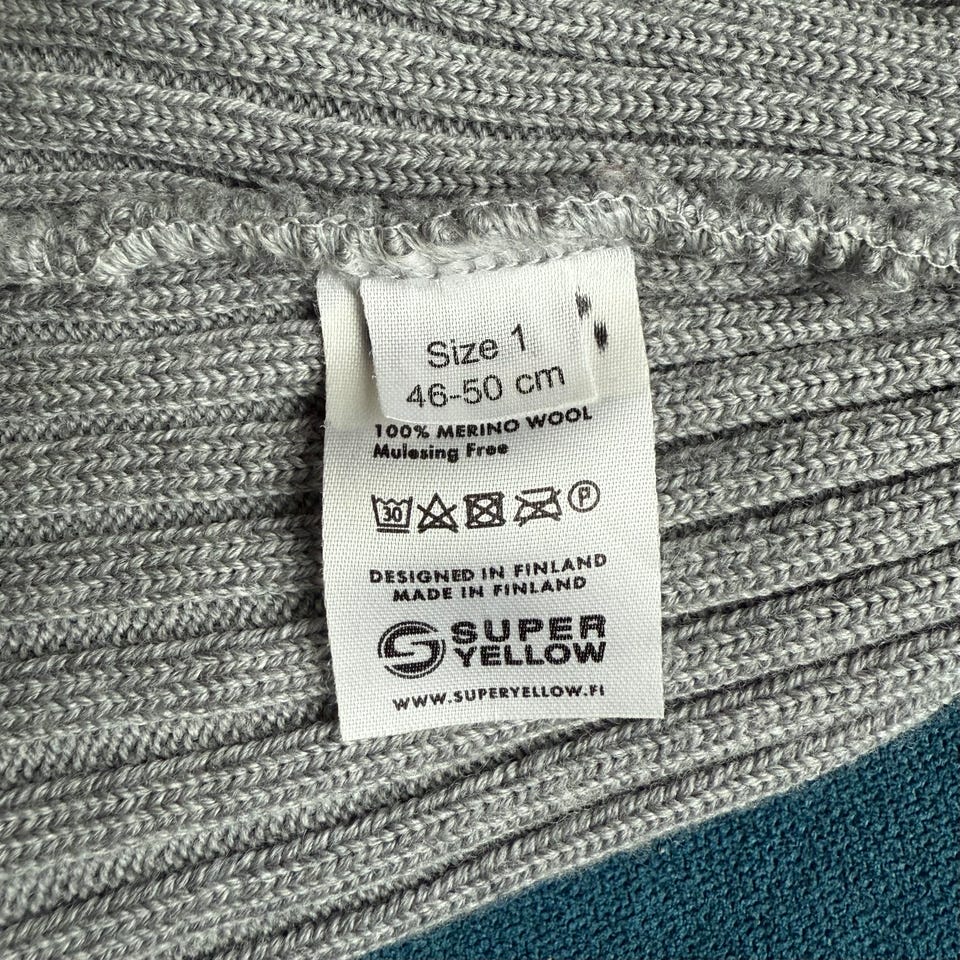 Size 1
46-50 cm
100% MERINO WOOL
Mulesing Free
30 P
DESIGNED IN FINLAND
MADE IN FINLAND
SUPER
YELLOW
WWW.SUPERYELLOW.FI